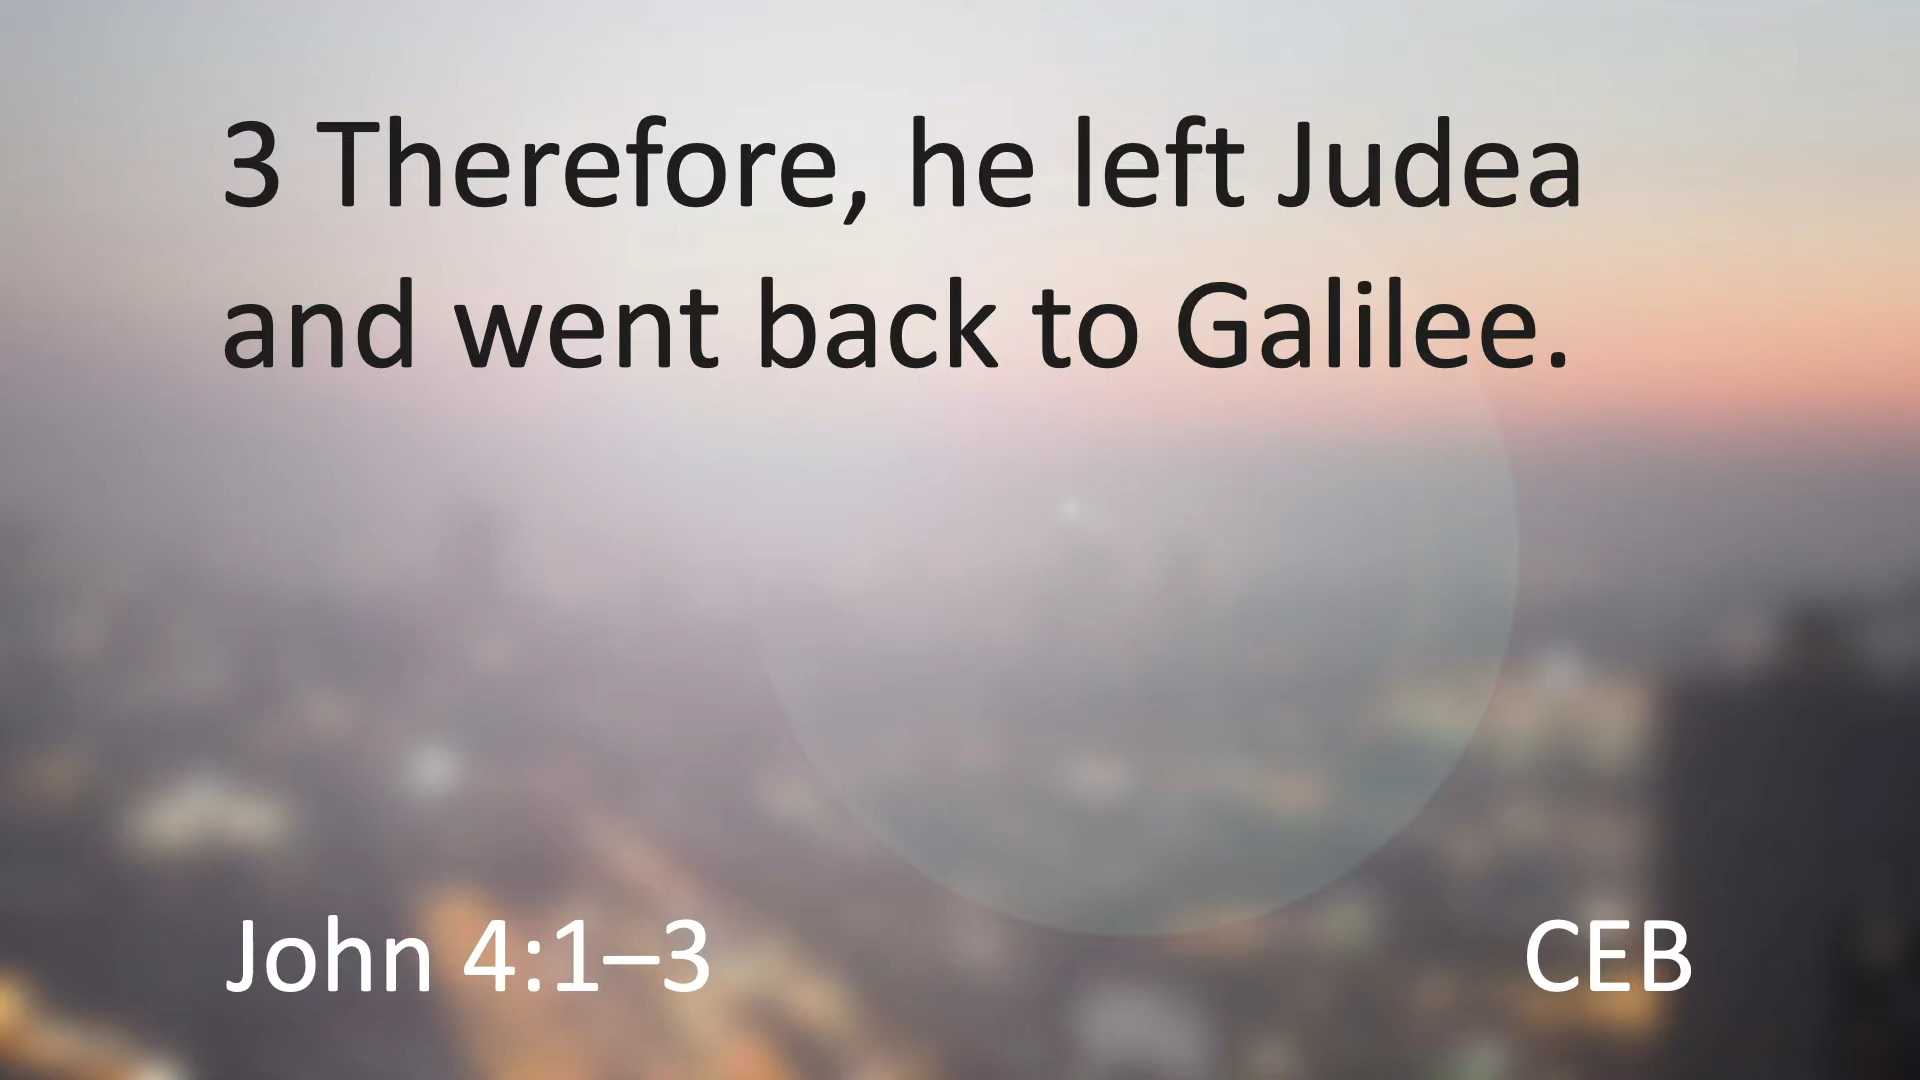 3 Therefore, he left Judea
and went back to Galilee.
John 4:1–3
CEB